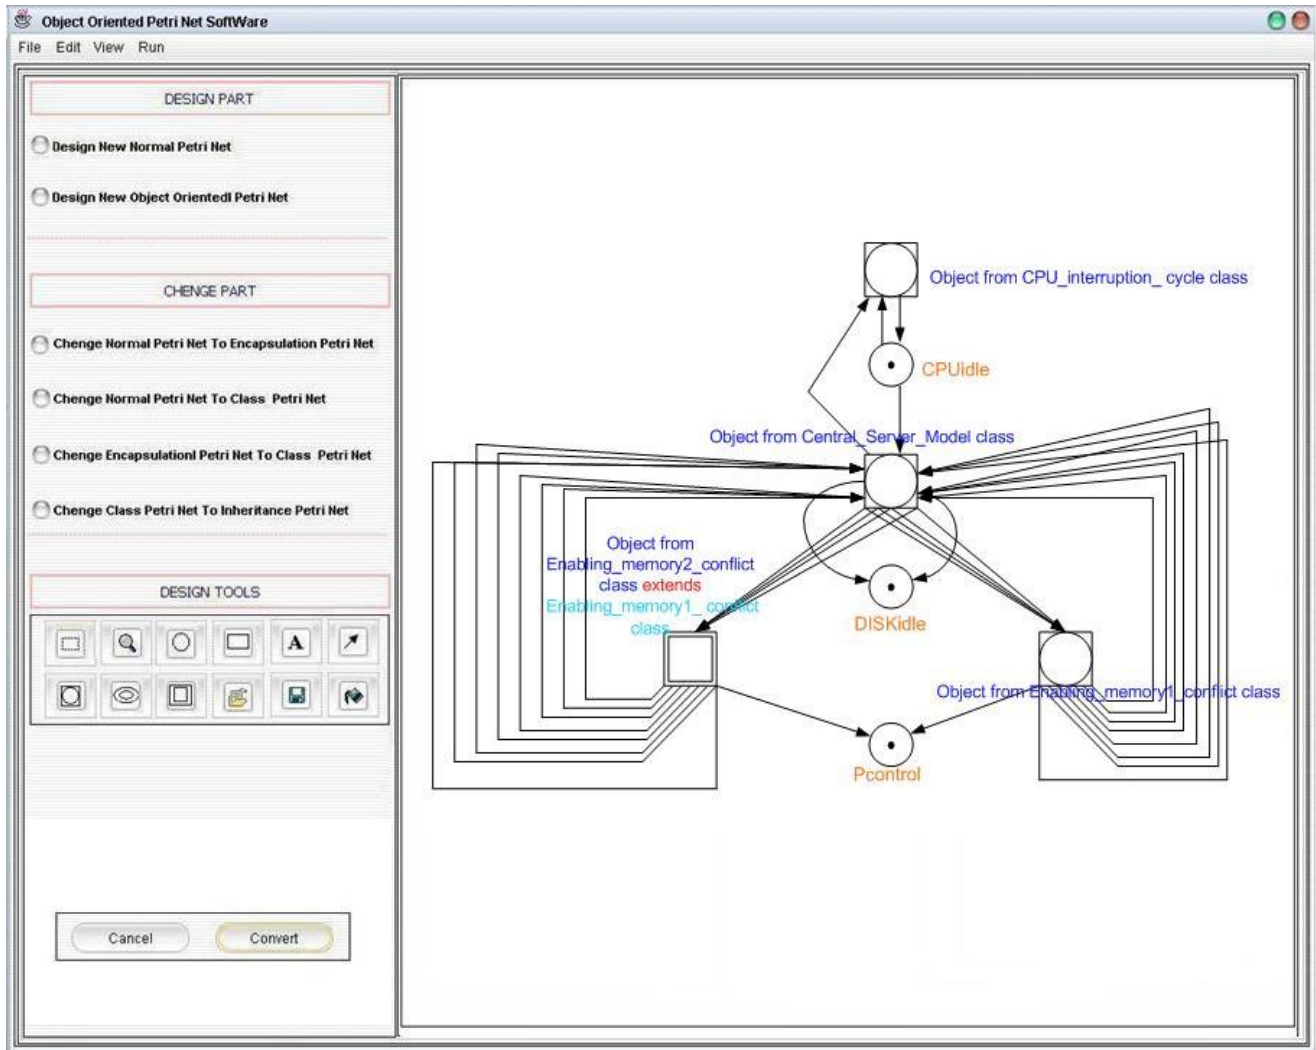 Object Oriented Petri Net SoftWare
File Edit View Run
DESIGN PART
Design New Normal Petri Net
Design New Object Orientedl Petri Net
CHENGE PART
Chenge Normal Petri Net To Encapsulation Petri Net
Chenge Normal Petri Net To Class Petri Net
Chenge Encapsulationl Petri Net To Class Petri Net
Chenge Class Petri Net To Inheritance Petri Net
DESIGN TOOLS
A
Cancel Convert
Object from CPU_interruption_ cycle class
CPUidle
Object from Central_Server_Model class
Object from
Enabling_memory2_conflict
class extends
Enabling_memory1_ conflict
class
DISKidle
Object from Enabling_memory1_conflict class
Pcontrol